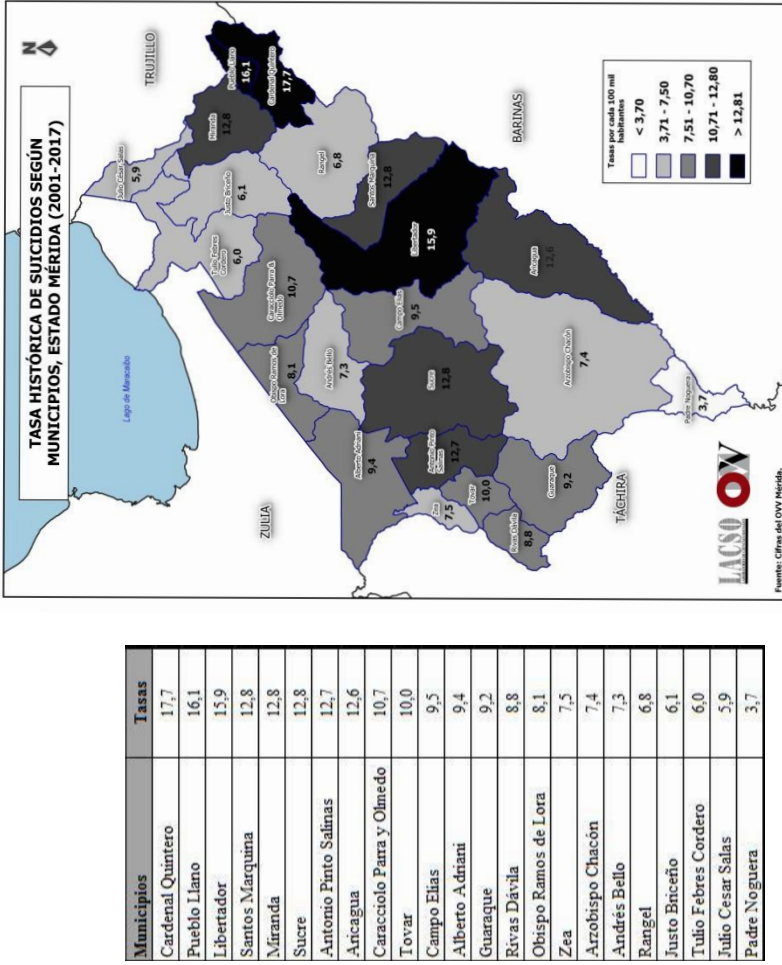 Municipios Tasas
Cardenal Quintero 17,7
Pueblo Llano 16,1
Libertador 15,9
Santos Marquina 12,8
Miranda 12,8
Sucre 12,8
Antonio Pinto Salinas 12,7
Aricagua 12,6
Caracciolo Parra y Olmedo 10,7
Tovar 10,0
Campo Elias 9,5
Alberto Adriani 9,4
Guaraque 9,2
Rivas Dávila 8,8
Obispo Ramos de Lora 8,1
Zea 7,5
Arzobispo Chacón 7,4
Andrés Bello 7,3
Rangel 6,8
Justo Briceño 6,1
Tulio Febres Cordero 6,0
Julio Cesar Salas 5,9
Padre Noguera 3,7
TASA HISTÓRICA DE SUICIDIOS SEGÚN
MUNICIPIOS, ESTADO MÉRIDA (2001-2017)
N
Lago de Maracaibo
TRUJILLO
ZULIA
BARINAS
TÁCHIRA
Julio César Salas
5,9
Miranda
12,8
Pueblo Llano
16,1
Cardenal Quintero
17,7
Tulio Febres
Cordero
6,0
Justo Briceño
6,1
Rangel
6,8
Caracciolo Parra &
Olmedo
10,7
Santos Marquina
12,8
Obispo Ramos de
Lora
8,1
Andrés Bello
7,3
Campo Elías
9,5
Libertador
15,9
Alberto Adriani
9,4
Sucre
12,8
Aricagua
12,6
Antonio Pinto
Salinas
12,7
Zea
7,5
Tovar
10,0
Rivas Dávila
8,8
Guaraque
9,2
Arzobispo Chacón
7,4
Padre Noguera
3,7
Tasas por cada 100 mil
habitantes
< 3,70
3,71 - 7,50
7,51 - 10,70
10,71 - 12,80
> 12,81
LACSO OVV
Fuente: Cifras del OVV Mérida.